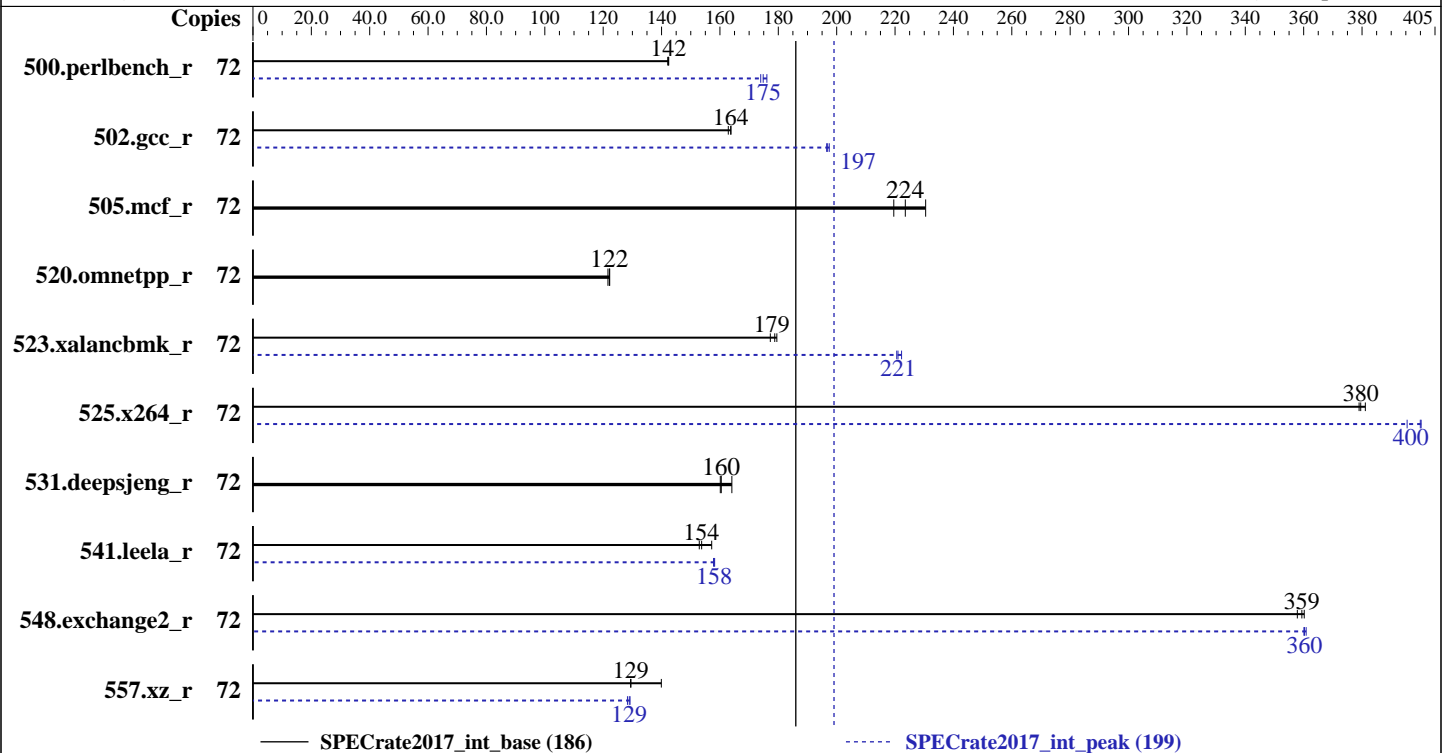 Copies 0 20.0 40.0 60.0 80.0 100 120 140 160 180 200 220 240 260 280 300 320 340 360 380 405
142
500.perlbench_r 72
175
164
502.gcc_r 72
197
224
505.mcf_r 72
122
520.omnetpp_r 72
179
523.xalancbmk_r 72
221
380
525.x264_r 72
400
160
531.deepsjeng_r 72
154
541.leela_r 72
158
359
548.exchange2_r 72
360
129
557.xz_r 72
129
SPECrate2017_int_base (186) SPECrate2017_int_peak (199)